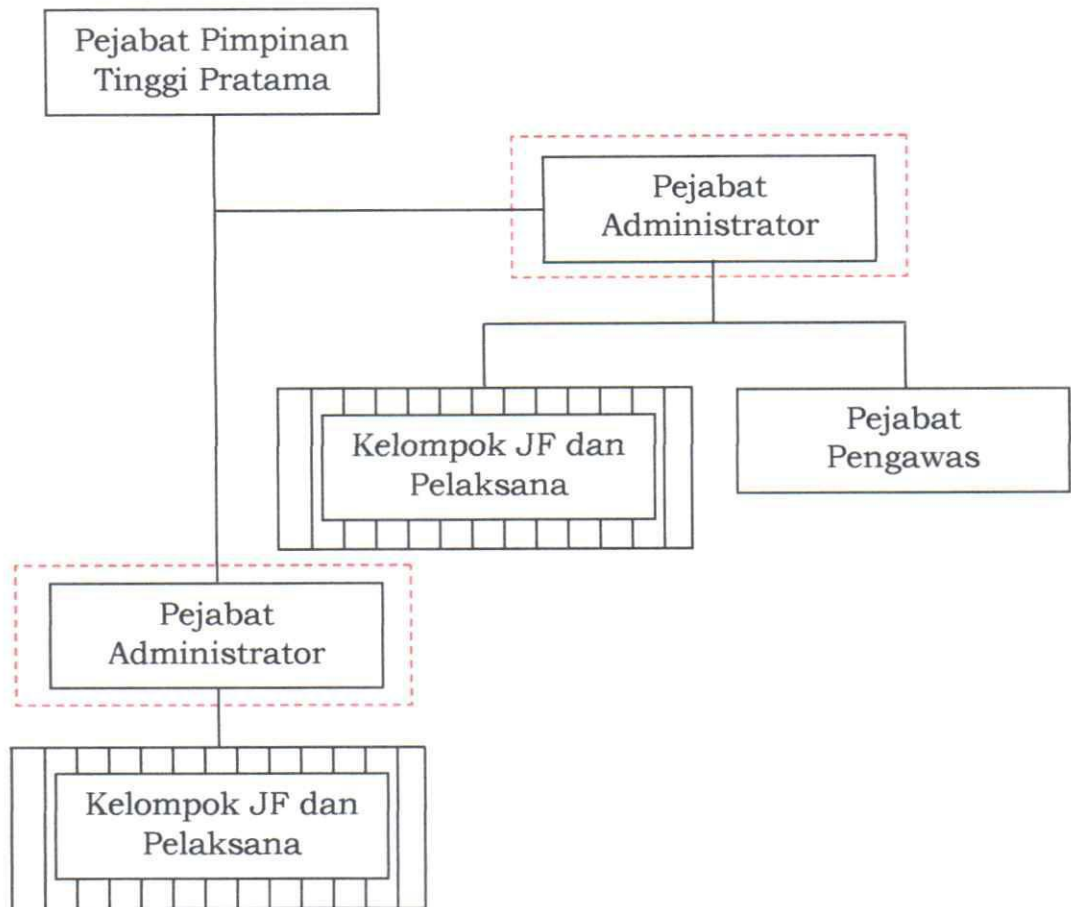 Pejabat Pimpinan
Tinggi Pratama
Pejabat
Administrator
Kelompok JF dan
Pelaksana
Pejabat
Pengawas
Pejabat
Administrator
Kelompok JF dan
Pelaksana